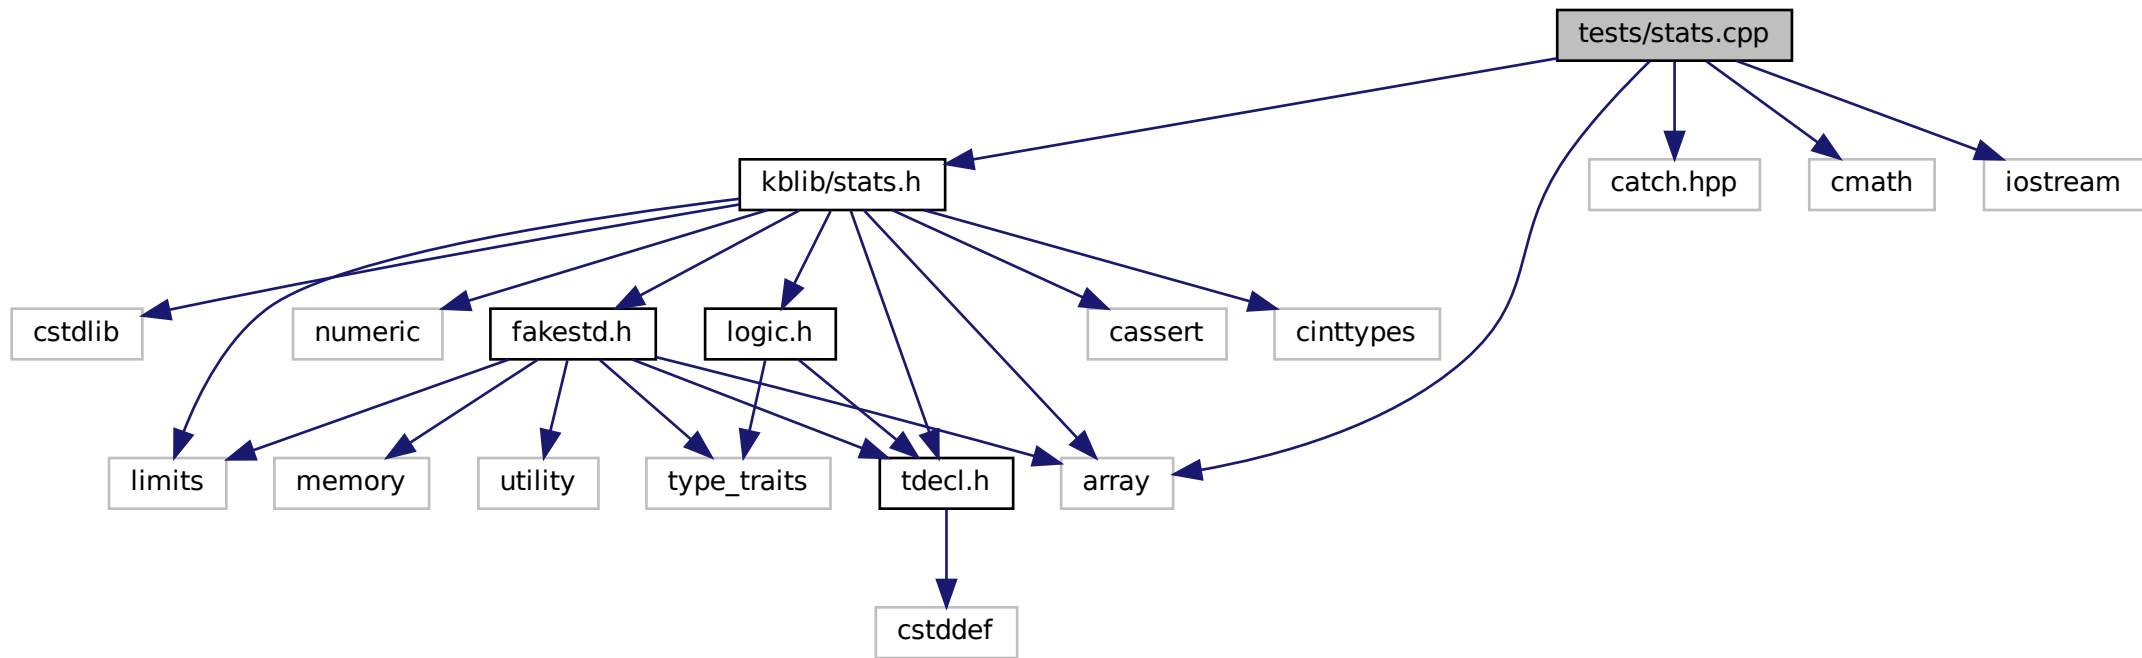 tests/stats.cpp
kblib/stats.h
catch.hpp
cmath
iostream
cstdlib
numeric
fakestd.h
logic.h
cassert
cinttypes
limits
memory
utility
type_traits
tdecl.h
array
cstddef